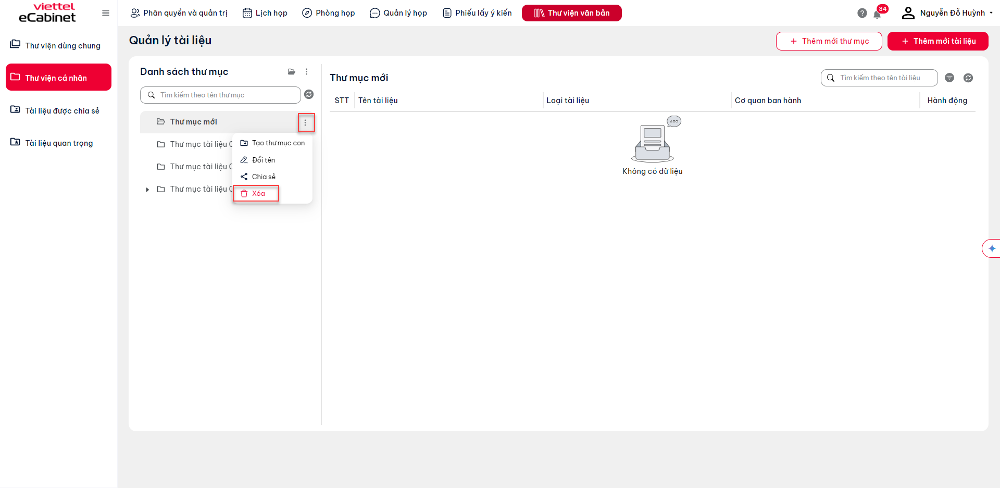 viettel
eCabinet
Phân quyền và quản trị
Lịch họp
Phòng họp
Quản lý họp
Phiếu lấy ý kiến
Thư viện văn bản
34
Nguyễn Đỗ Huỳnh
Thư viện dùng chung
Thư viện cá nhân
Tài liệu được chia sẻ
Tài liệu quan trọng
Quản lý tài liệu
Thêm mới thư mục
Thêm mới tài liệu
Danh sách thư mục
Tìm kiếm theo tên thư mục
Thư mục mới
Thư mục tài liệu
Thư mục tài liệu
Thư mục tài liệu
Tạo thư mục con
Đổi tên
Chia sẻ
Xóa
Thư mục mới
Tìm kiếm theo tên tài liệu
STT
Tên tài liệu
Loại tài liệu
Cơ quan ban hành
Hành động
Không có dữ liệu